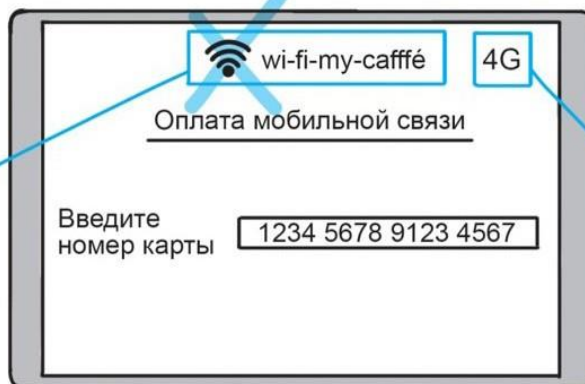 wi-fi-my-cafffé 4G
Оплата мобильной связи
Введите
номер карты
1234 5678 9123 4567